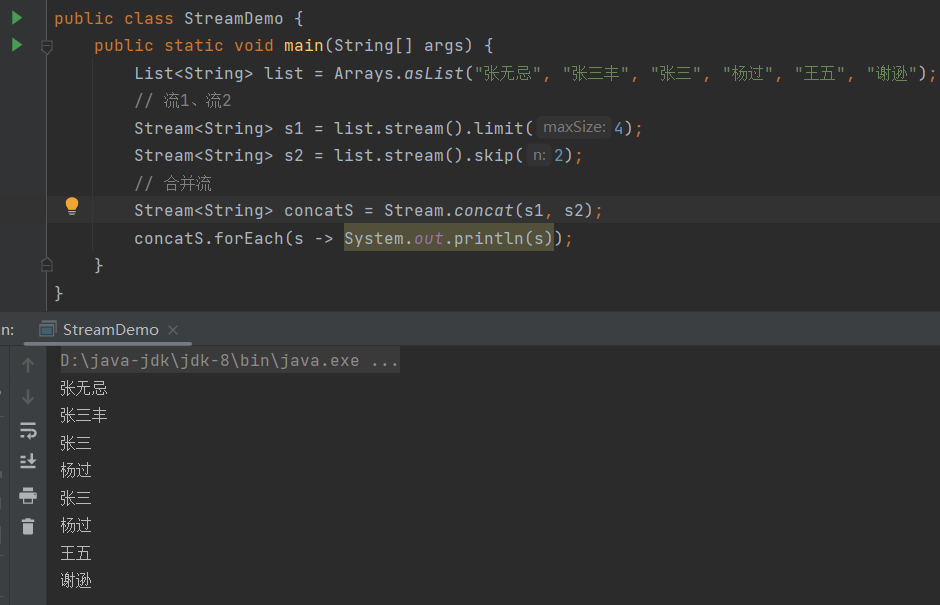 public class StreamDemo {
public static void main(String[] args) {
List<String> list = Arrays.asList("张无忌", "张三丰", "张三", "杨过", "王五", "谢逊");
// 流1、流2
Stream<String> s1 = list.stream().limit( maxSize: 4);
Stream<String> s2 = list.stream().skip( n: 2);
// 合并流
Stream<String> concatS = Stream.concat(s1, s2);
concatS.forEach(s -> System.out.println(s));
}
}
n: StreamDemo
D:\java-jdk\jdk-8\bin\java.exe ...
张无忌
张三丰
张三
杨过
张三
杨过
王五
谢逊